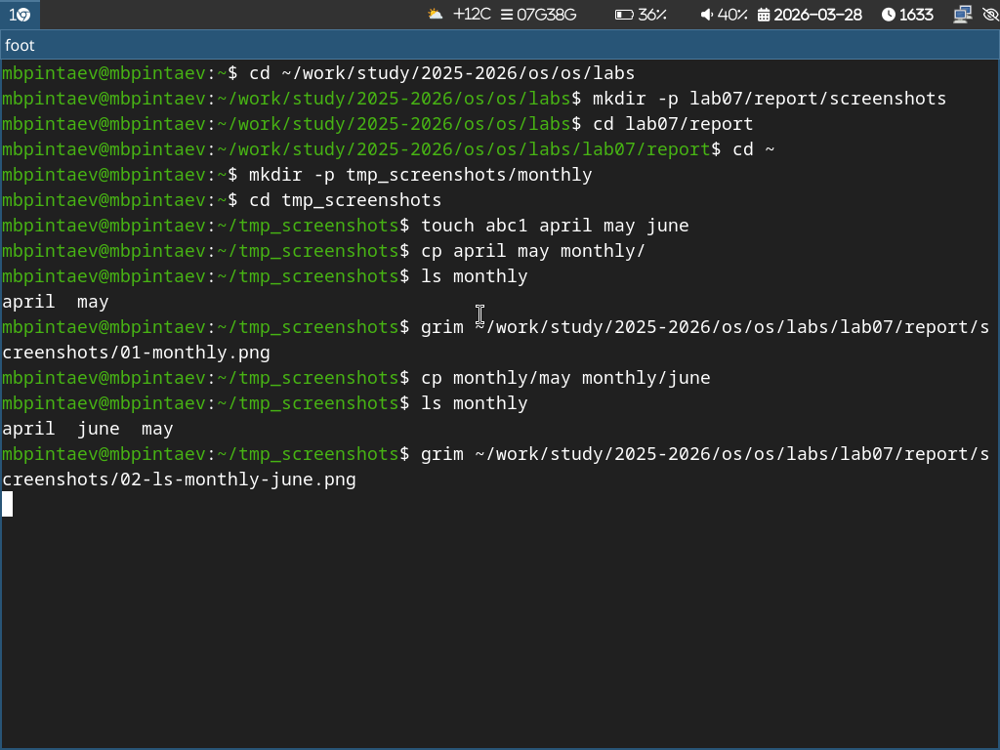 1
+12C 07G38G 36% 40% 2026-03-28 1633
foot
mbpintaev@mbpintaev:~$ cd ~/work/study/2025-2026/os/os/labs
mbpintaev@mbpintaev:~/work/study/2025-2026/os/os/labs$ mkdir -p lab07/report/screenshots
mbpintaev@mbpintaev:~/work/study/2025-2026/os/os/labs$ cd lab07/report
mbpintaev@mbpintaev:~/work/study/2025-2026/os/os/labs/lab07/report$ cd ~
mbpintaev@mbpintaev:~$ mkdir -p tmp_screenshots/monthly
mbpintaev@mbpintaev:~$ cd tmp_screenshots
mbpintaev@mbpintaev:~/tmp_screenshots$ touch abc1 april may june
mbpintaev@mbpintaev:~/tmp_screenshots$ cp april may monthly/
mbpintaev@mbpintaev:~/tmp_screenshots$ ls monthly
april  may
mbpintaev@mbpintaev:~/tmp_screenshots$ grim ~/work/study/2025-2026/os/os/labs/lab07/report/s
creenshots/01-monthly.png
mbpintaev@mbpintaev:~/tmp_screenshots$ cp monthly/may monthly/june
mbpintaev@mbpintaev:~/tmp_screenshots$ ls monthly
april  june  may
mbpintaev@mbpintaev:~/tmp_screenshots$ grim ~/work/study/2025-2026/os/os/labs/lab07/report/s
creenshots/02-ls-monthly-june.png